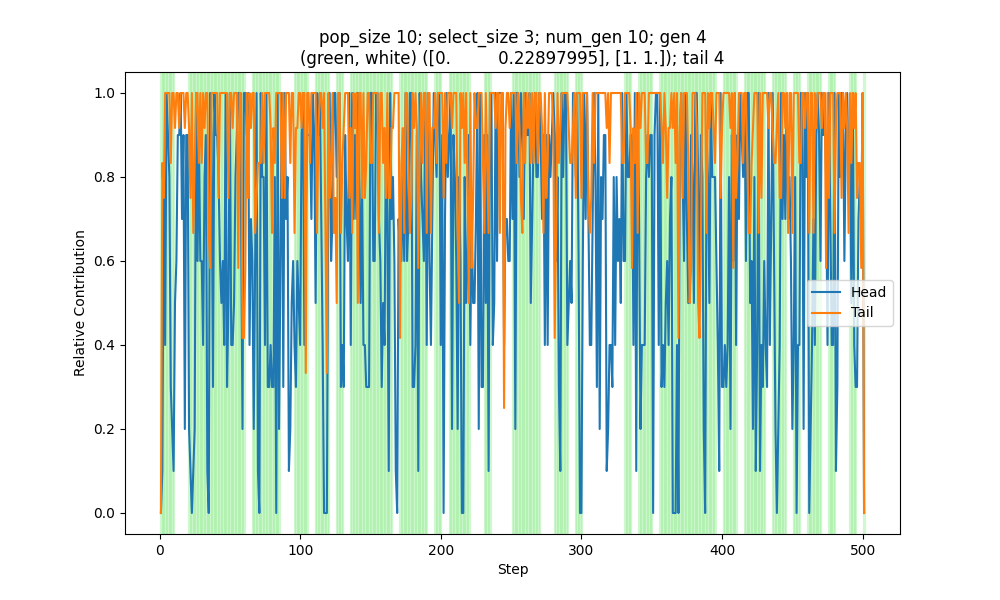 pop_size 10; select_size 3; num_gen 10; gen 4
(green, white) ([0.         0.22897995], [1. 1.]); tail 4
Relative Contribution
1.0
0.8
0.6
0.4
0.2
0.0
Head
Tail
0
100
200
300
400
500
Step